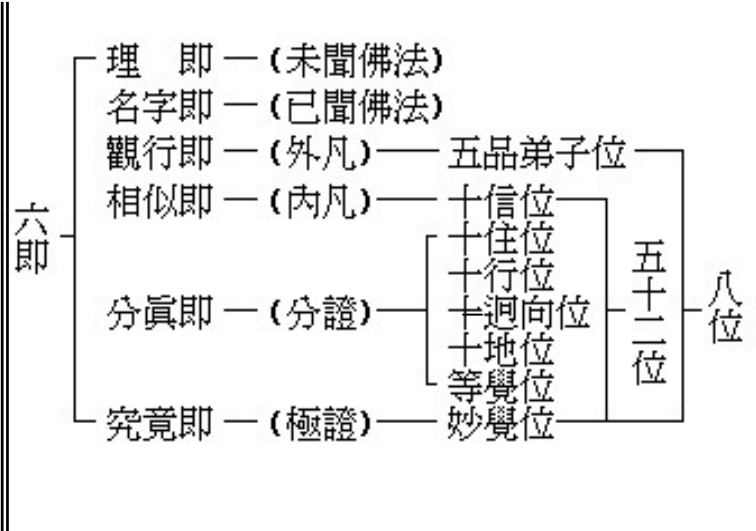 六即
理　即 — (未聞佛法)
名字即 — (已聞佛法)
觀行即 — (外凡) — 五品弟子位
相似即 — (內凡) — 十信位
分眞即 — (分證)
十住位
十行位
十迴向位
十地位
等覺位
究竟即 — (極證) — 妙覺位
五十二位
八位